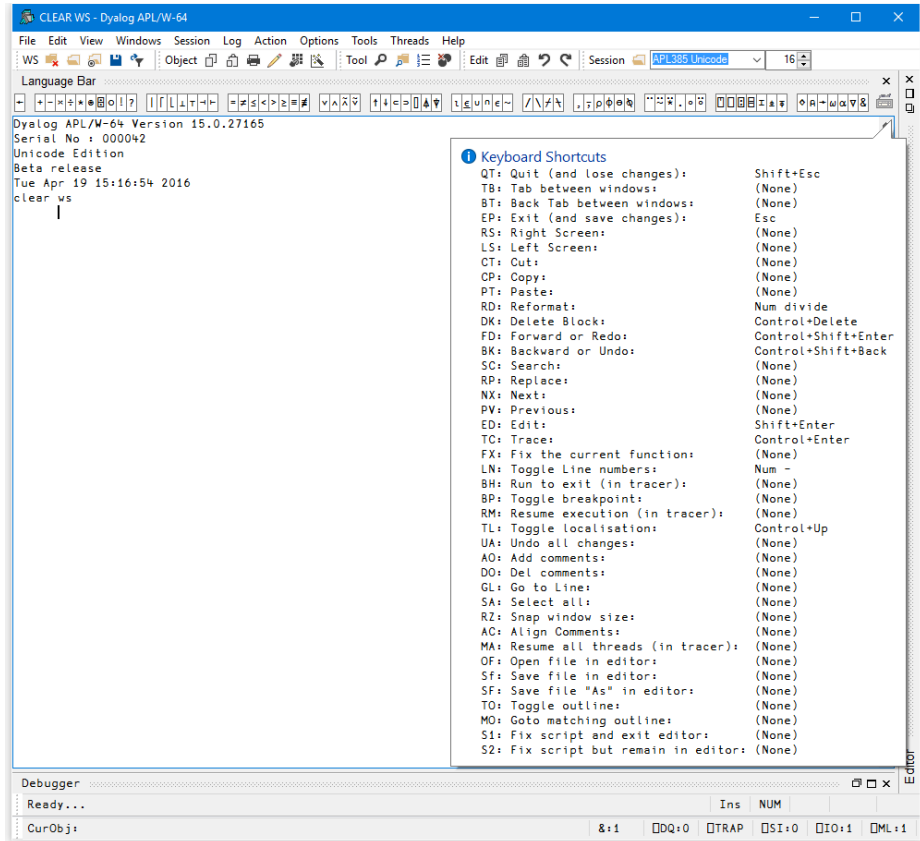 CLEAR WS - Dyalog APL/W-64
File Edit View Windows Session Log Action Options Tools Threads Help
WS Object Tool Edit Session APL385 Unicode 16
Language Bar
Dyalog APL/W-64 Version 15.0.27165
Serial No : 000042
Unicode Edition
Beta release
Tue Apr 19 15:16:54 2016
clear ws
Keyboard Shortcuts
QT: Quit (and lose changes): Shift+Esc
TB: Tab between windows: (None)
BT: Back Tab between windows: (None)
EP: Exit (and save changes): Esc
RS: Right Screen: (None)
LS: Left Screen: (None)
CT: Cut: (None)
CP: Copy: (None)
PT: Paste: (None)
RD: Reformat: Num divide
DK: Delete Block: Control+Delete
FD: Forward or Redo: Control+Shift+Enter
BK: Backward or Undo: Control+Shift+Back
SC: Search: (None)
RP: Replace: (None)
NX: Next: (None)
PV: Previous: (None)
ED: Edit: Shift+Enter
TC: Trace: Control+Enter
FX: Fix the current function: (None)
LN: Toggle Line numbers: Num -
BH: Run to exit (in tracer): (None)
BP: Toggle breakpoint: (None)
RM: Resume execution (in tracer): (None)
TL: Toggle localisation: Control+Up
UA: Undo all changes: (None)
AO: Add comments: (None)
DO: Del comments: (None)
GL: Go to Line: (None)
SA: Select all: (None)
RZ: Snap window size: (None)
AC: Align Comments: (None)
MA: Resume all threads (in tracer): (None)
OF: Open file in editor: (None)
Sf: Save file in editor: (None)
SF: Save file "As" in editor: (None)
TO: Toggle outline: (None)
MO: Goto matching outline: (None)
S1: Fix script and exit editor: (None)
S2: Fix script but remain in editor: (None)
Editor
Debugger
Ready... Ins NUM
CurObj: &:1 ⎕DQ:0 ⎕TRAP ⎕SI:0 ⎕IO:1 ⎕ML:1